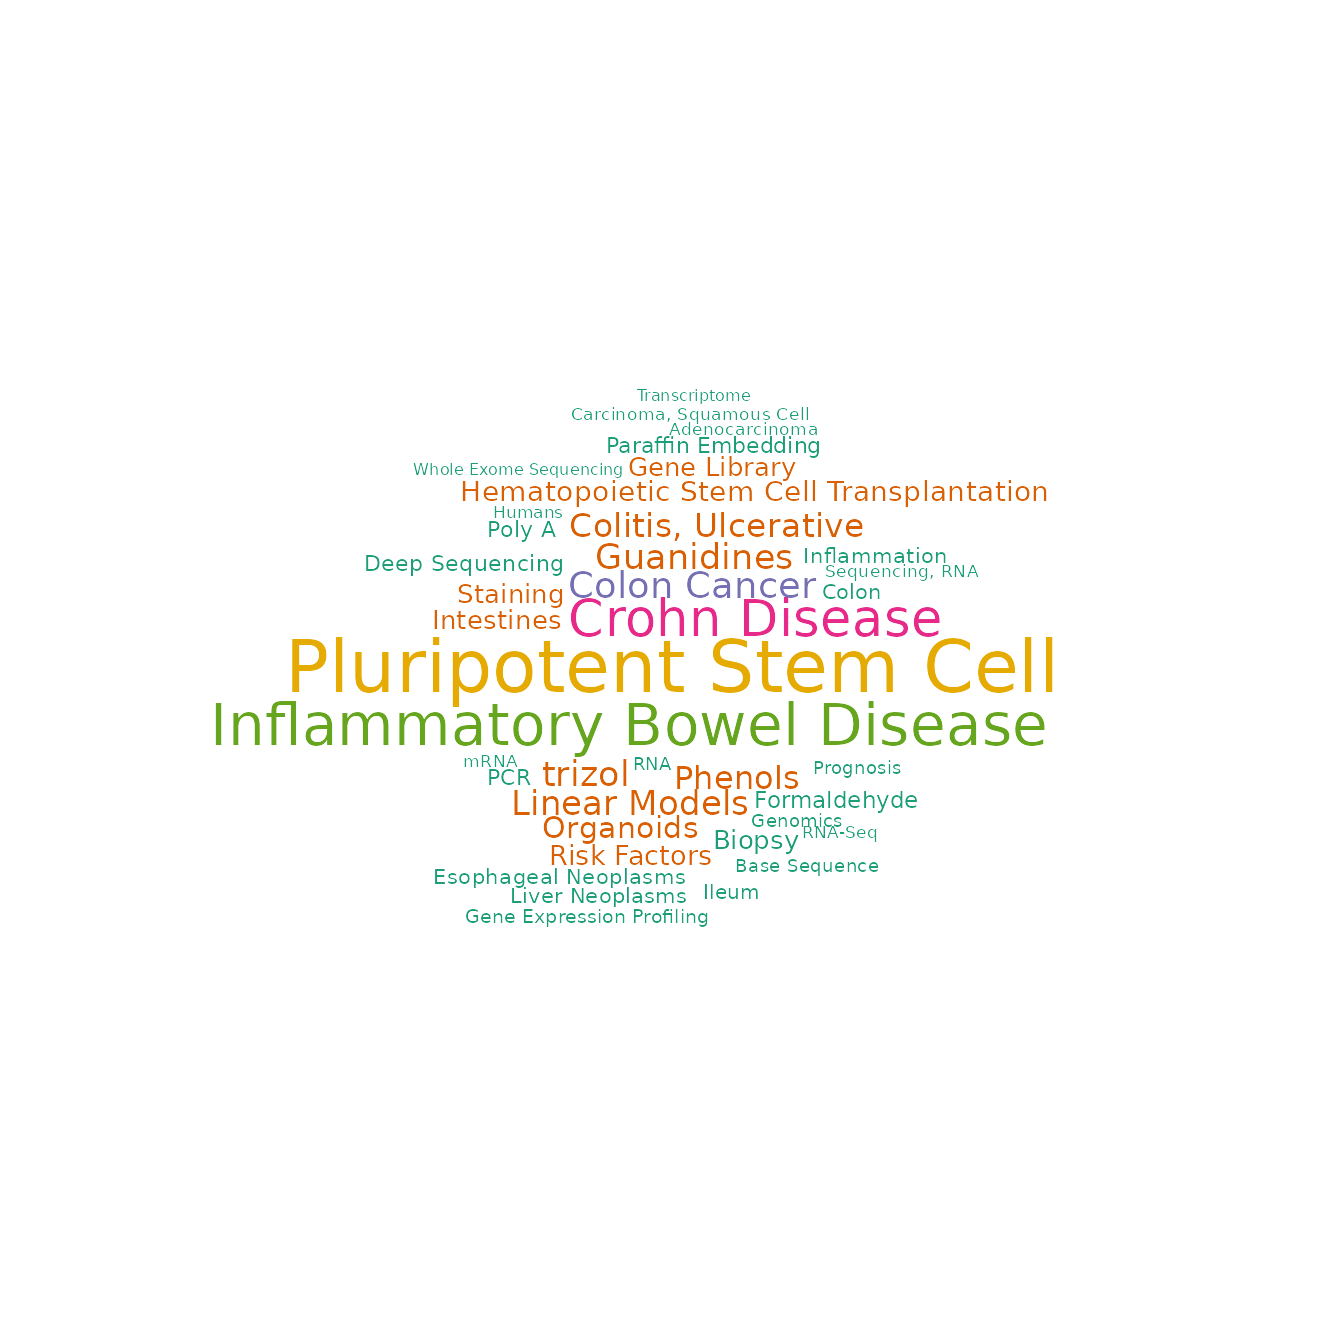 Transcriptome
Carcinoma, Squamous Cell
Adenocarcinoma
Paraffin Embedding
Whole Exome Sequencing
Gene Library
Hematopoietic Stem Cell Transplantation
Humans
Poly A
Colitis, Ulcerative
Guanidines
Inflammation
Deep Sequencing
Sequencing, RNA
Staining
Colon Cancer
Colon
Intestines
Crohn Disease
Pluripotent Stem Cell
Inflammatory Bowel Disease
mRNA
PCR
trizol
RNA
Phenols
Prognosis
Linear Models
Formaldehyde
Organoids
Genomics
RNA-Seq
Biopsy
Risk Factors
Base Sequence
Esophageal Neoplasms
Liver Neoplasms
Ileum
Gene Expression Profiling